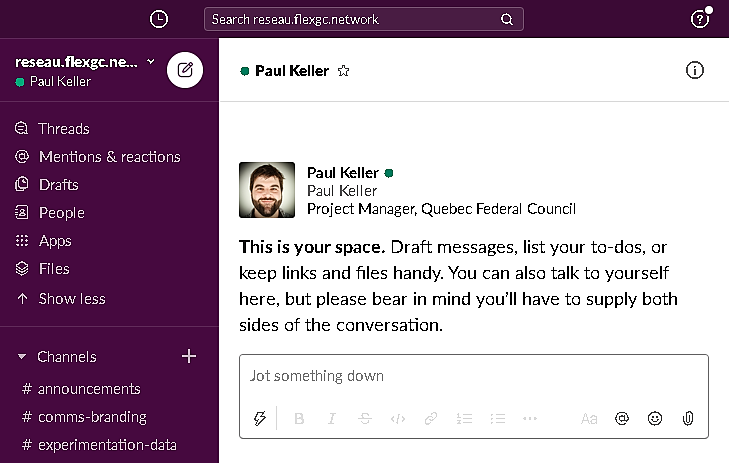 Search reseau.flexgc.network
reseau.flexgc.ne...
Paul Keller
Threads
Mentions & reactions
Drafts
People
Apps
Files
Show less
Channels
# announcements
# comms-branding
# experimentation-data
Paul Keller
Paul Keller
Paul Keller
Project Manager, Quebec Federal Council
This is your space. Draft messages, list your to-dos, or
keep links and files handy. You can also talk to yourself
here, but please bear in mind you’ll have to supply both
sides of the conversation.
Jot something down
B I S Aa @